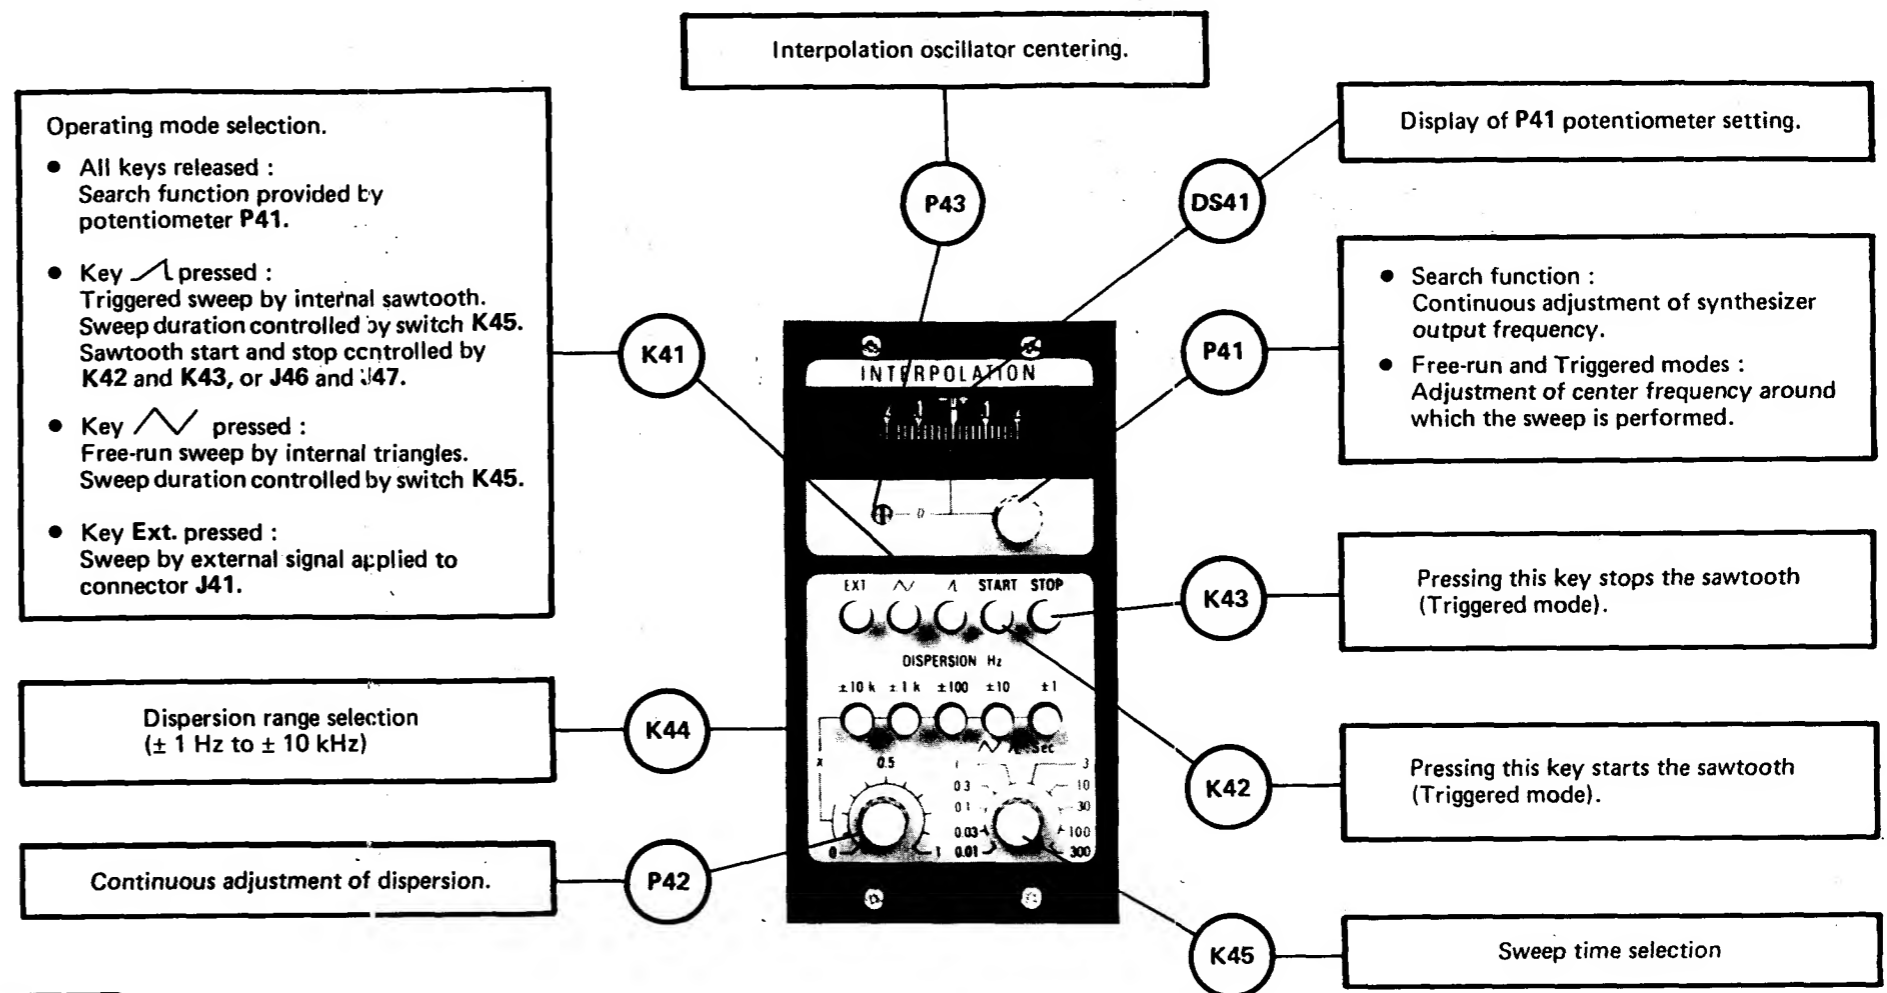 Interpolation oscillator centering.
Operating mode selection.
● All keys released :
Search function provided by
potentiometer P41.
● Key pressed :
Triggered sweep by internal sawtooth.
Sweep duration controlled by switch K45.
Sawtooth start and stop controlled by
K42 and K43, or J46 and J47.
● Key pressed :
Free-run sweep by internal triangles.
Sweep duration controlled by switch K45.
● Key Ext. pressed :
Sweep by external signal applied to
connector J41.
Dispersion range selection
(± 1 Hz to ± 10 kHz)
Continuous adjustment of dispersion.
K41
K44
P42
P43
INTERPOLATION
- 0 +
1 1
EXT START STOP
DISPERSION Hz
±10 k ±1 k ±100 ±10 ±1
Sec
x
0.5
0 1
0.3
0.1
0.03
0.01
3
10
30
100
300
DS41
P41
K43
K42
K45
Display of P41 potentiometer setting.
● Search function :
Continuous adjustment of synthesizer
output frequency.
● Free-run and Triggered modes :
Adjustment of center frequency around
which the sweep is performed.
Pressing this key stops the sawtooth
(Triggered mode).
Pressing this key starts the sawtooth
(Triggered mode).
Sweep time selection